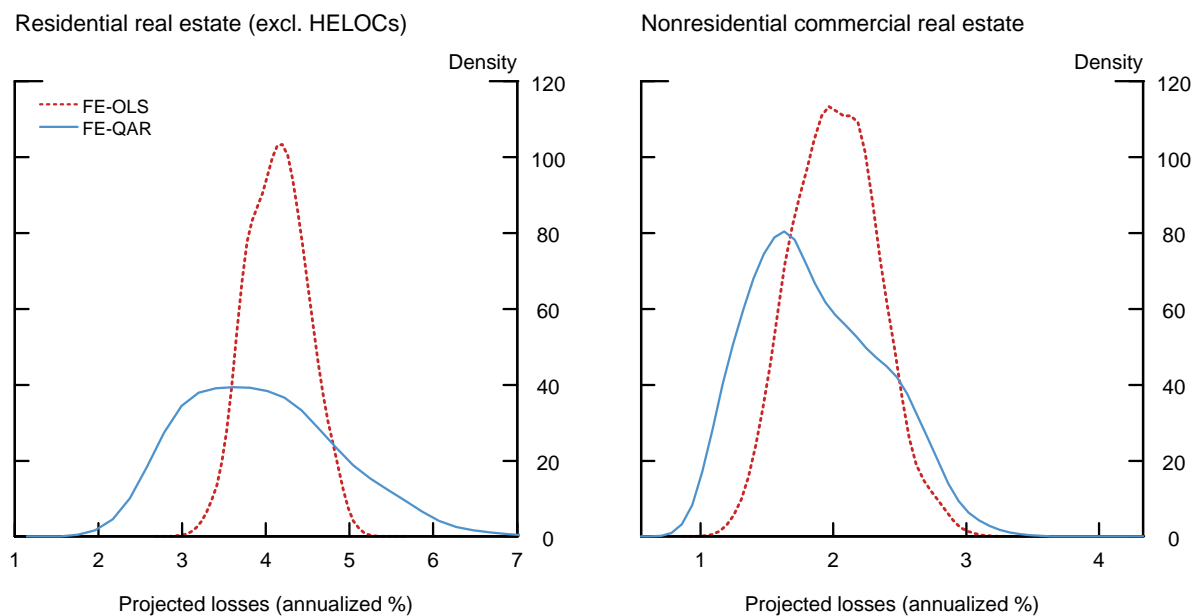 Residential real estate (excl. HELOCs)
Density
120
100
80
60
40
20
0
FE-OLS
FE-QAR
1 2 3 4 5 6 7
Projected losses (annualized %)
Nonresidential commercial real estate
Density
120
100
80
60
40
20
0
1 2 3 4
Projected losses (annualized %)